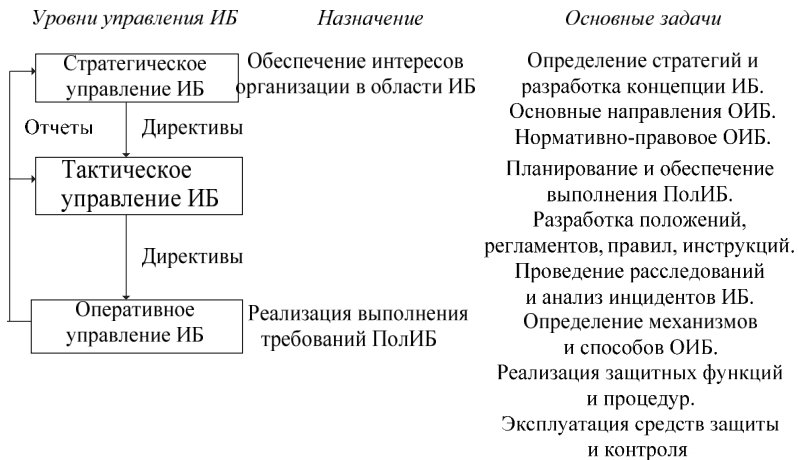 Уровни управления ИБ
Назначение
Основные задачи
Стратегическое
управление ИБ
Обеспечение интересов
организации в области ИБ
Определение стратегий и
разработка концепции ИБ.
Основные направления ОИБ.
Нормативно-правовое ОИБ.
Отчеты
Директивы
Тактическое
управление ИБ
Планирование и обеспечение
выполнения ПолИБ.
Разработка положений,
регламентов, правил, инструкций.
Проведение расследований
и анализ инцидентов ИБ.
Директивы
Оперативное
управление ИБ
Реализация выполнения
требований ПолИБ
Определение механизмов
и способов ОИБ.
Реализация защитных функций
и процедур.
Эксплуатация средств защиты
и контроля